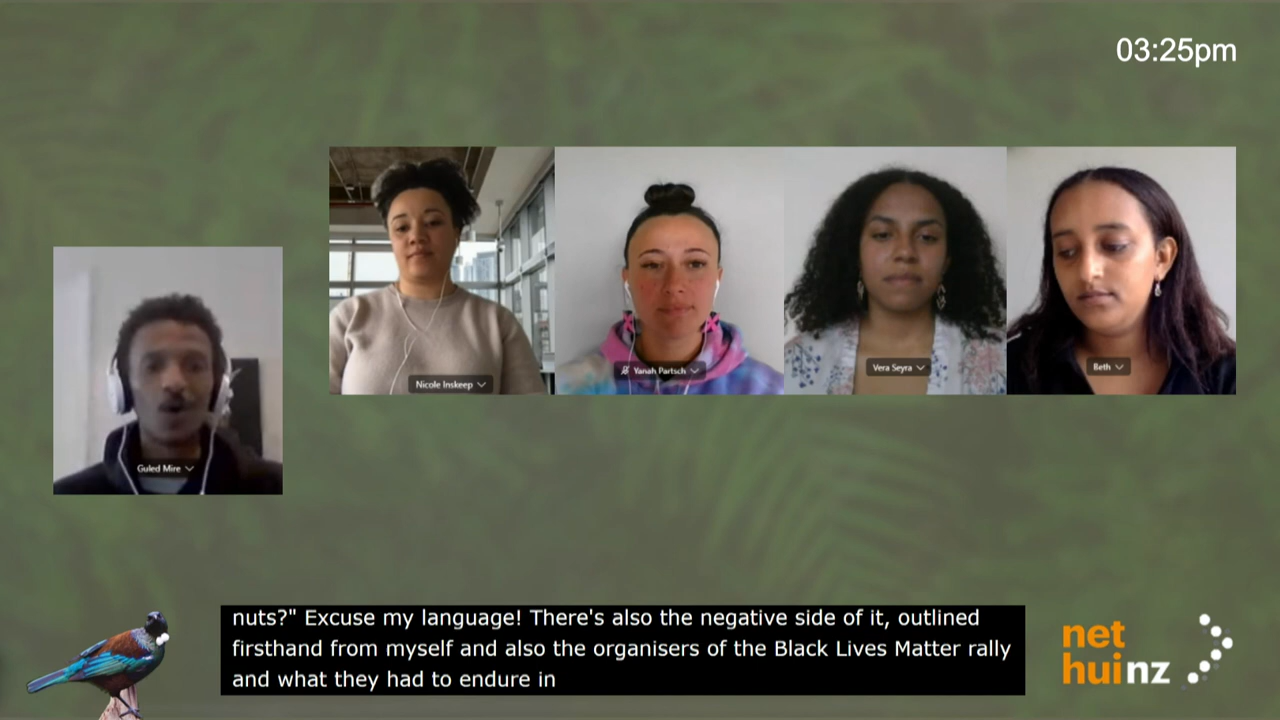 03:25pm
Nicole Inskeep
Yanah Partsch
Vera Seyra
Beth
Guled Mire
nuts?" Excuse my language! There's also the negative side of it, outlined
firsthand from myself and also the organisers of the Black Lives Matter rally
and what they had to endure in
net
huinz